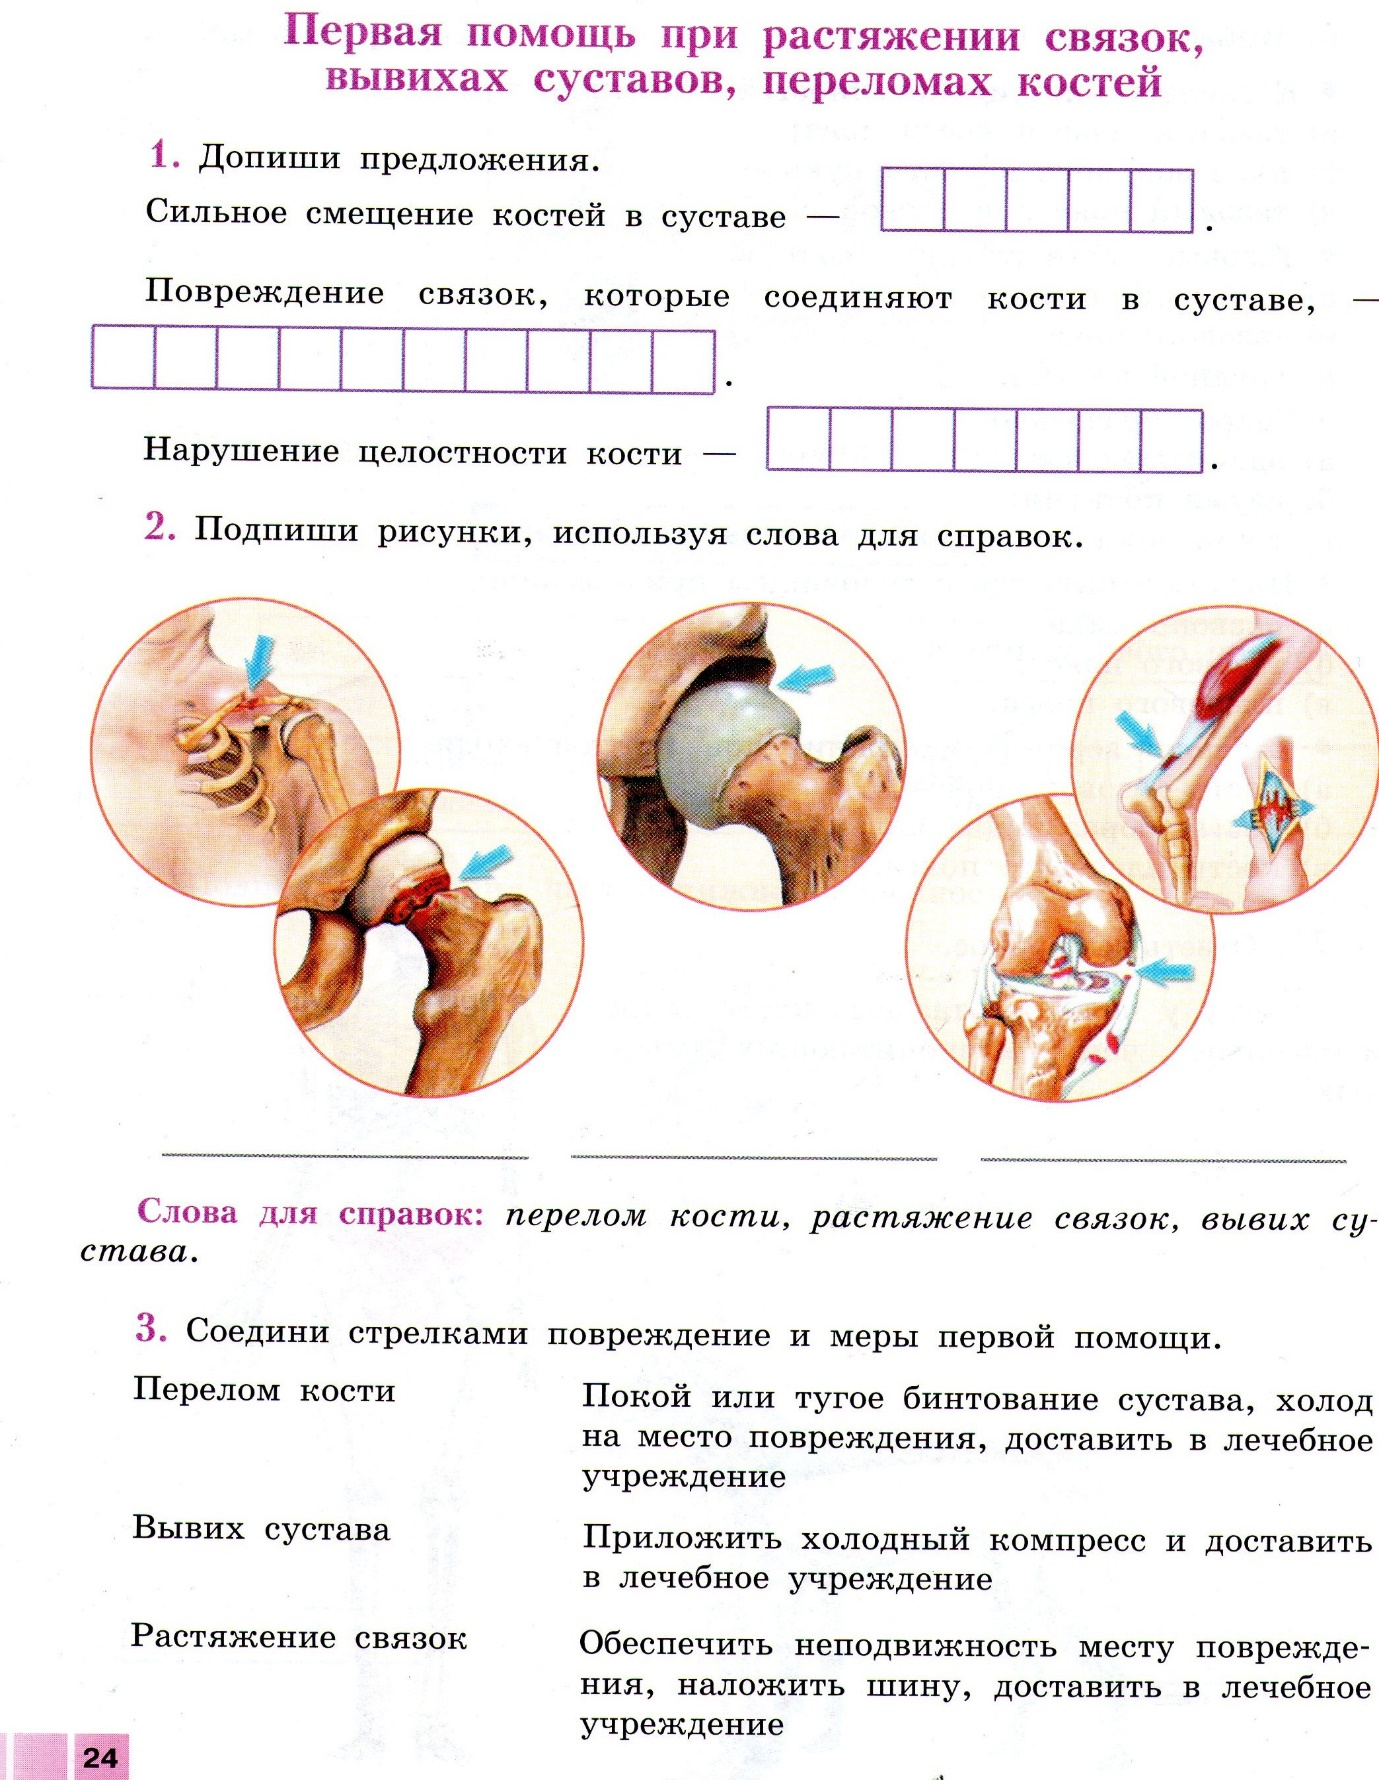 Первая помощь при растяжении связок,
вывихах суставов, переломах костей
1. Допиши предложения.
Сильное смещение костей в суставе — .
Повреждение связок, которые соединяют кости в суставе, —
.
Нарушение целостности кости — .
2. Подпиши рисунки, используя слова для справок.
Слова для справок: перелом кости, растяжение связок, вывих су-
става.
3. Соедини стрелками повреждение и меры первой помощи.
Перелом кости
Покой или тугое бинтование сустава, холод
на место повреждения, доставить в лечебное
учреждение
Вывих сустава
Приложить холодный компресс и доставить
в лечебное учреждение
Растяжение связок
Обеспечить неподвижность месту поврежде-
ния, наложить шину, доставить в лечебное
учреждение
24